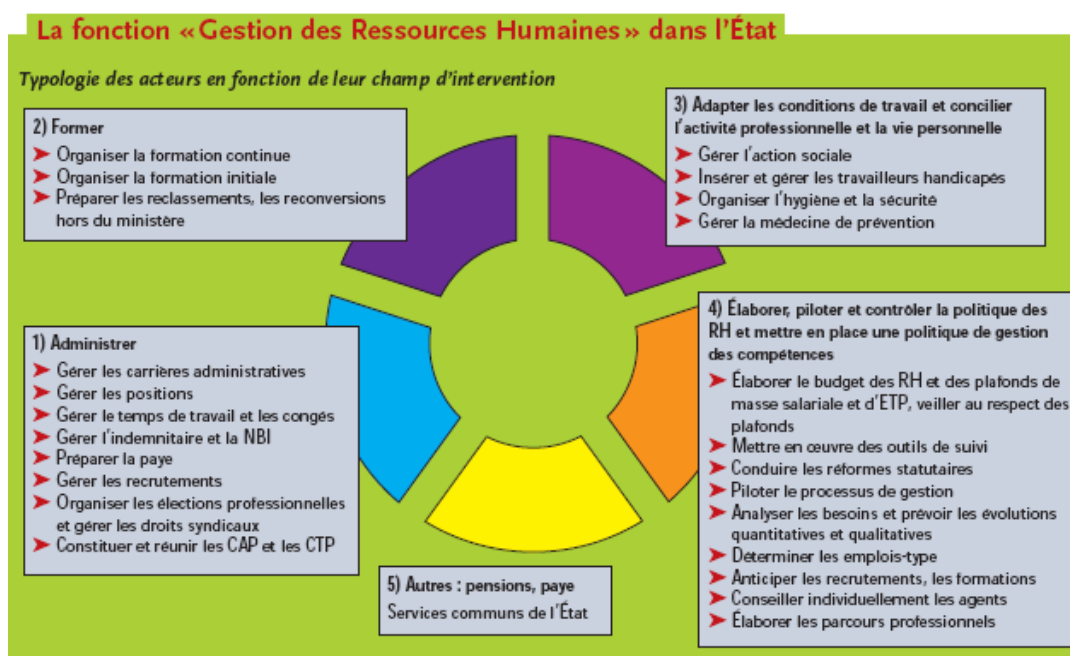 La fonction «Gestion des Ressources Humaines» dans l'État
Typologie des acteurs en fonction de leur champ d'intervention
2) Former
➤ Organiser la formation continue
➤ Organiser la formation initiale
➤ Préparer les reclassements, les reconversions
hors du ministère
3) Adapter les conditions de travail et concilier
l'activité professionnelle et la vie personnelle
➤ Gérer l'action sociale
➤ Insérer et gérer les travailleurs handicapés
➤ Organiser l'hygiène et la sécurité
➤ Gérer la médecine de prévention
1) Administrer
➤ Gérer les carrières administratives
➤ Gérer les positions
➤ Gérer le temps de travail et les congés
➤ Gérer l'indemnitaire et la NBI
➤ Préparer la paye
➤ Gérer les recrutements
➤ Organiser les élections professionnelles
et gérer les droits syndicaux
➤ Constituer et réunir les CAP et les CTP
4) Élaborer, piloter et contrôler la politique des
RH et mettre en place une politique de gestion
des compétences
➤ Élaborer le budget des RH et des plafonds de
masse salariale et d'ETP, veiller au respect des
plafonds
➤ Mettre en œuvre des outils de suivi
➤ Conduire les réformes statutaires
➤ Piloter le processus de gestion
➤ Analyser les besoins et prévoir les évolutions
quantitatives et qualitatives
➤ Déterminer les emplois-type
➤ Anticiper les recrutements, les formations
➤ Conseiller individuellement les agents
➤ Élaborer les parcours professionnels
5) Autres : pensions, paye
Services communs de l'État